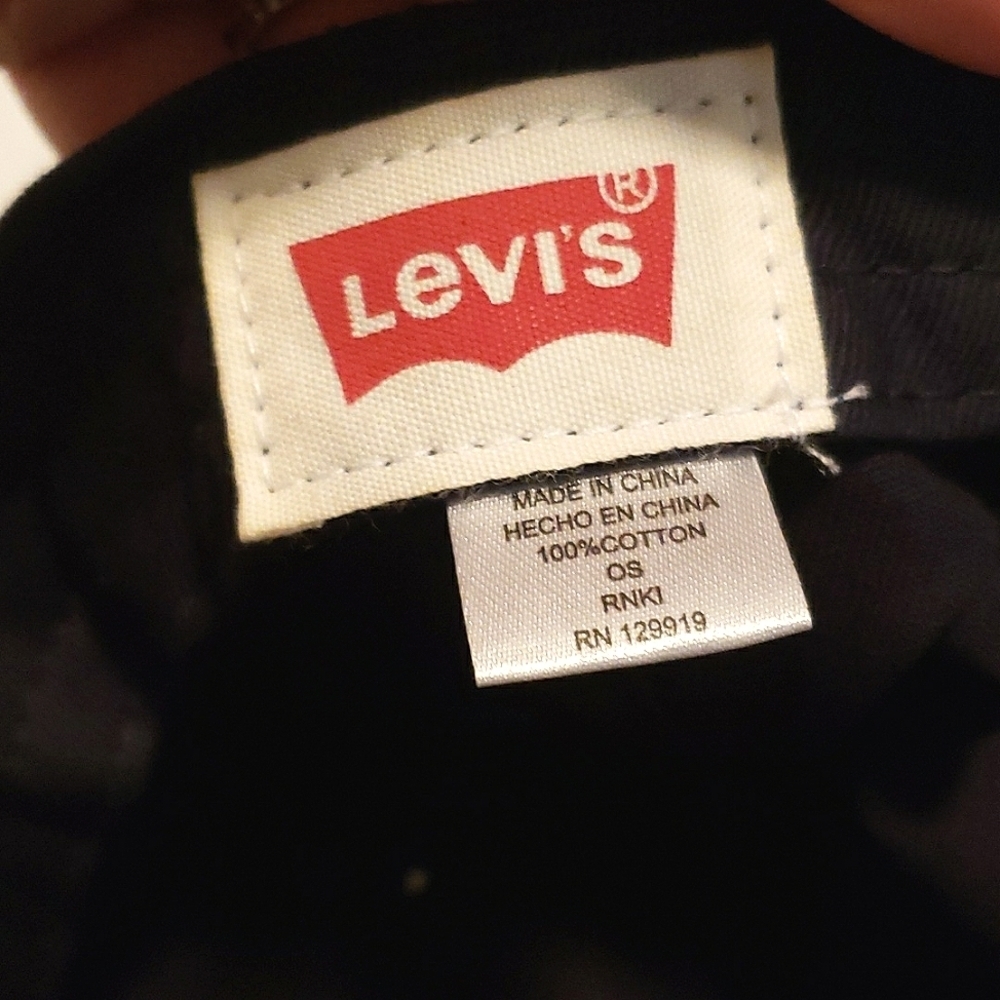 LEVI'S®
MADE IN CHINA
HECHO EN CHINA
100%COTTON
OS
RNKI
RN 129919